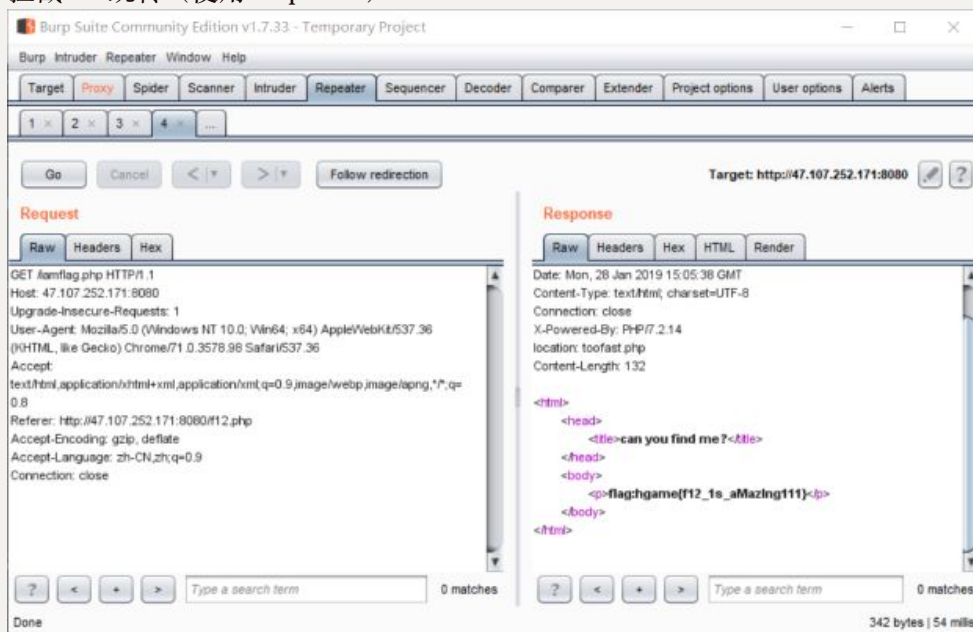 Burp Suite Community Edition v1.7.33 - Temporary Project
Burp Intruder Repeater Window Help
Target Proxy Spider Scanner Intruder Repeater Sequencer Decoder Comparer Extender Project options User options Alerts
1 × 2 × 3 × 4 × ...
Go Cancel < > Follow redirection Target: http://47.107.252.171:8080 ?
Request
Raw Headers Hex
GET /iamflag.php HTTP/1.1
Host: 47.107.252.171:8080
Upgrade-Insecure-Requests: 1
User-Agent: Mozilla/5.0 (Windows NT 10.0; Win64; x64) AppleWebKit/537.36
(KHTML, like Gecko) Chrome/71.0.3578.98 Safari/537.36
Accept:
text/html,application/xhtml+xml,application/xml;q=0.9,image/webp,image/apng,*/*;q=
0.8
Referer: http://47.107.252.171:8080/f12.php
Accept-Encoding: gzip, deflate
Accept-Language: zh-CN,zh;q=0.9
Connection: close
? < + > Type a search term 0 matches
Response
Raw Headers Hex HTML Render
Date: Mon, 28 Jan 2019 15:05:38 GMT
Content-Type: text/html; charset=UTF-8
Connection: close
X-Powered-By: PHP/7.2.14
location: toofast.php
Content-Length: 132
<html>
<head>
<title>can you find me?</title>
</head>
<body>
<p>flag:hgame{f12_1s_aMazIng111}</p>
</body>
</html>
? < + > Type a search term 0 matches
Done 342 bytes | 54 millis